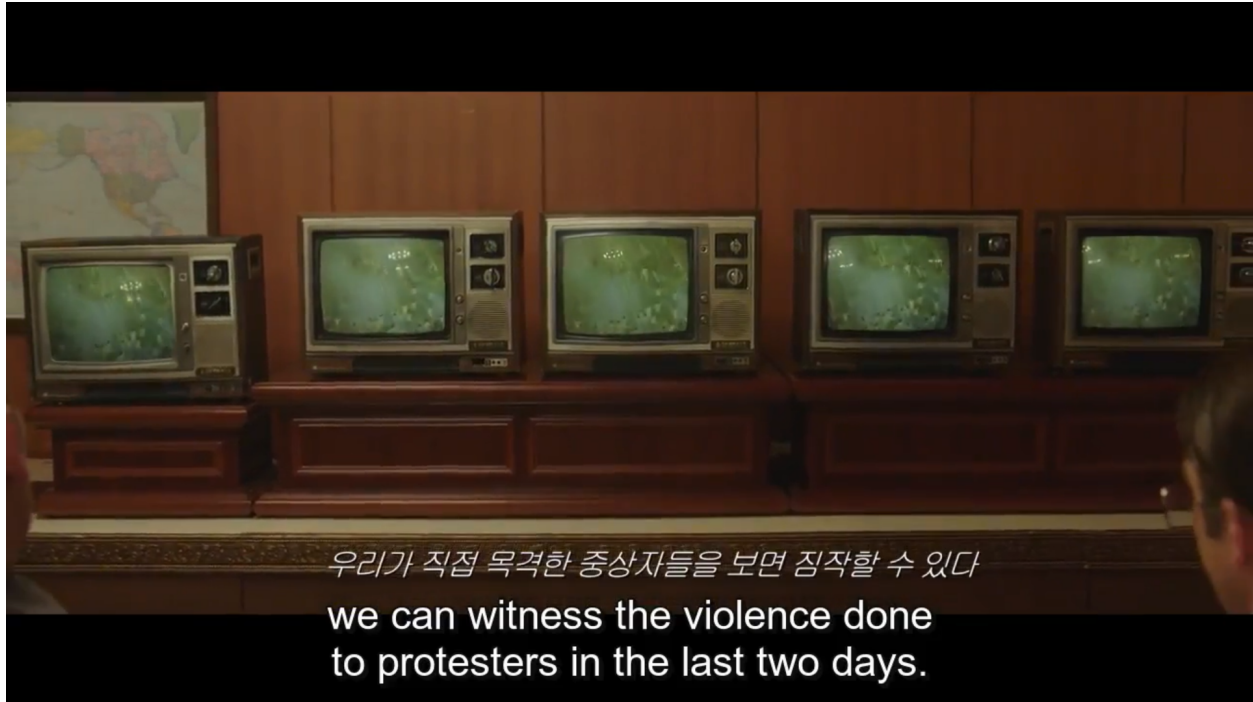 우리가 직접 목격한 중상자들을 보면 짐작할 수 있다
we can witness the violence done
to protesters in the last two days.